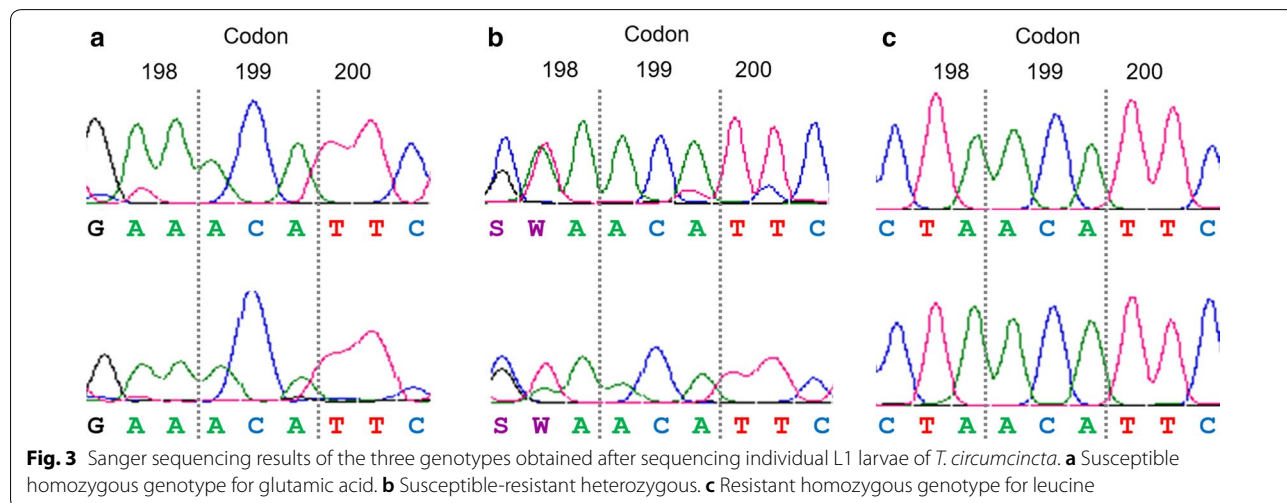 a Codon
198 199 200
G A A A C A T T C
G A A A C A T T C
b Codon
198 199 200
S W A A C A T T C
S W A A C A T T C
c Codon
198 199 200
C T A A C A T T C
C T A A C A T T C
Fig. 3 Sanger sequencing results of the three genotypes obtained after sequencing individual L1 larvae of T. circumcincta. a Susceptible
homozygous genotype for glutamic acid. b Susceptible-resistant heterozygous. c Resistant homozygous genotype for leucine